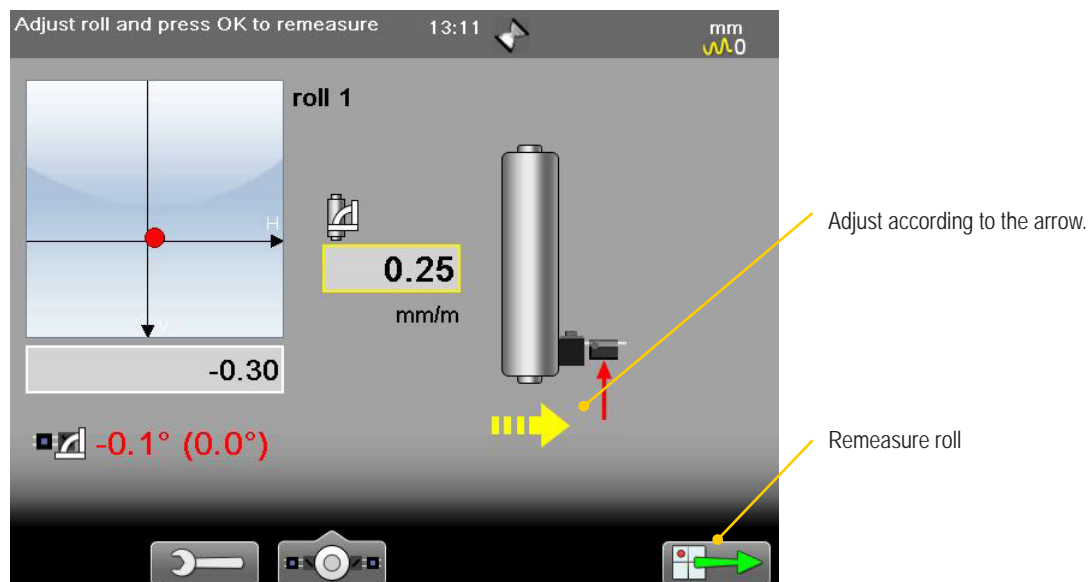 Adjust roll and press OK to remeasure
13:11
mm
0
roll 1
H
V
0.25
mm/m
-0.30
-0.1° (0.0°)
Adjust according to the arrow.
Remeasure roll